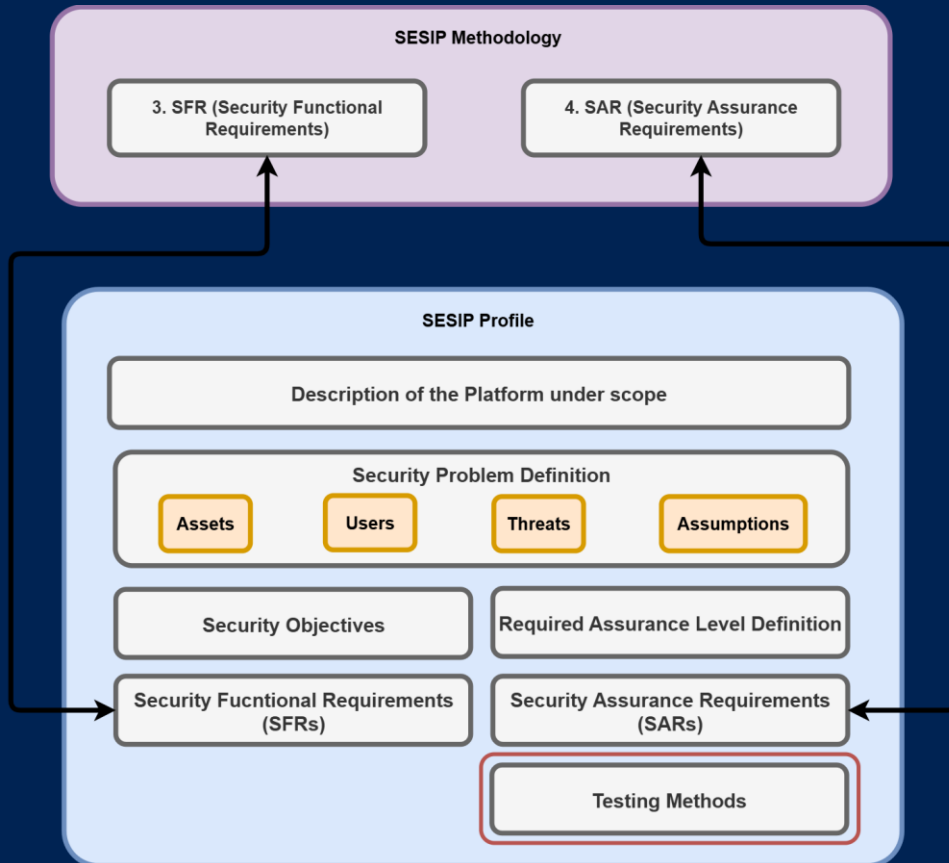 SESIP Methodology
3. SFR (Security Functional
Requirements)
4. SAR (Security Assurance
Requirements)
SESIP Profile
Description of the Platform under scope
Security Problem Definition
Assets
Users
Threats
Assumptions
Security Objectives
Required Assurance Level Definition
Security Fucntional Requirements
(SFRs)
Security Assurance Requirements
(SARs)
Testing Methods